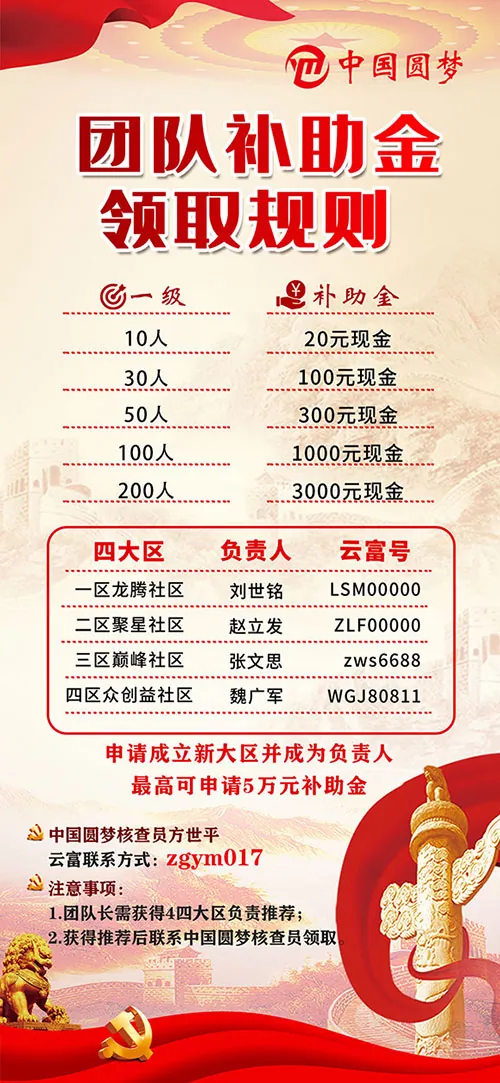 中国圆梦
团队补助金
领取规则
一级 补助金
10人 20元现金
30人 100元现金
50人 300元现金
100人 1000元现金
200人 3000元现金
四大区 负责人 云富号
一区龙腾社区 刘世铭 LSM00000
二区聚星社区 赵立发 ZLF00000
三区巅峰社区 张文思 zws6688
四区众创益社区 魏广军 WGJ80811
申请成立新大区并成为负责人
最高可申请5万元补助金
中国圆梦核查员方世平
云富联系方式：zgym017
注意事项：
1.团队长需获得4四大区负责推荐；
2.获得推荐后联系中国圆梦核查员领取。